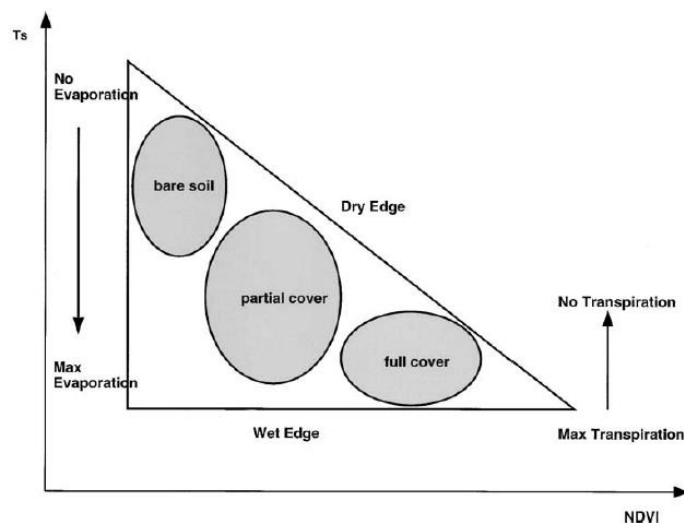 Ts
No
Evaporation
bare soil
Dry Edge
partial cover
No Transpiration
full cover
Max
Evaporation
Wet Edge
Max Transpiration
NDVI